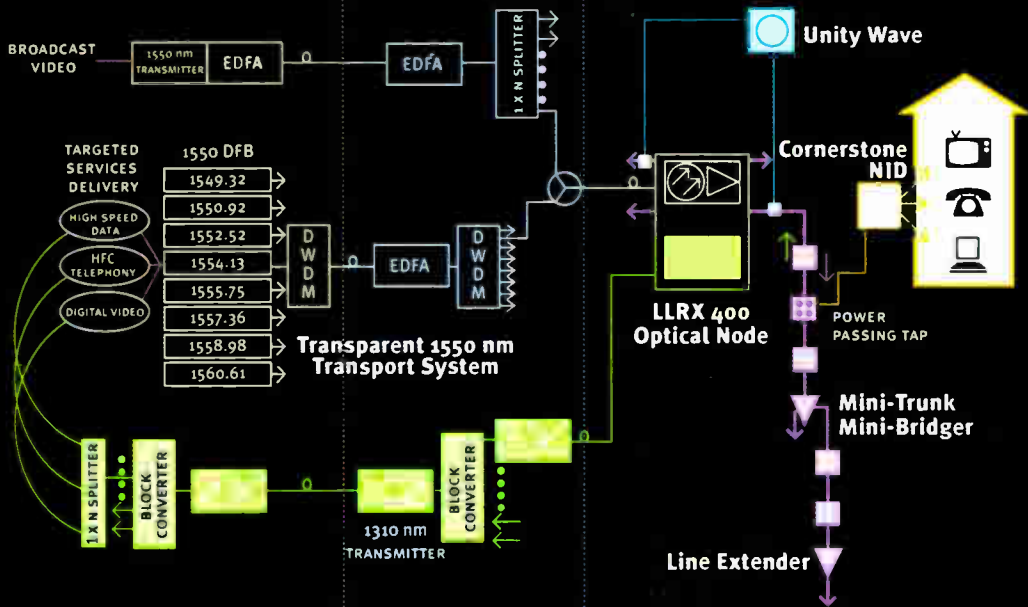 BROADCAST
VIDEO
1550 nm
TRANSMITTER
EDFA
EDFA
1 X N SPLITTER
Unity Wave
TARGETED
SERVICES
DELIVERY
HIGH SPEED
DATA
HFC
TELEPHONY
DIGITAL VIDEO
1550 DFB
1549.32
1550.92
1552.52
1554.13
1555.75
1557.36
1558.98
1560.61
DWDM
EDFA
DWDM
Transparent 1550 nm
Transport System
Cornerstone
NID
LLRX 400
Optical Node
POWER
PASSING TAP
Mini-Trunk
Mini-Bridger
Line Extender
1 X N SPLITTER
BLOCK
CONVERTER
1310 nm
TRANSMITTER
BLOCK
CONVERTER